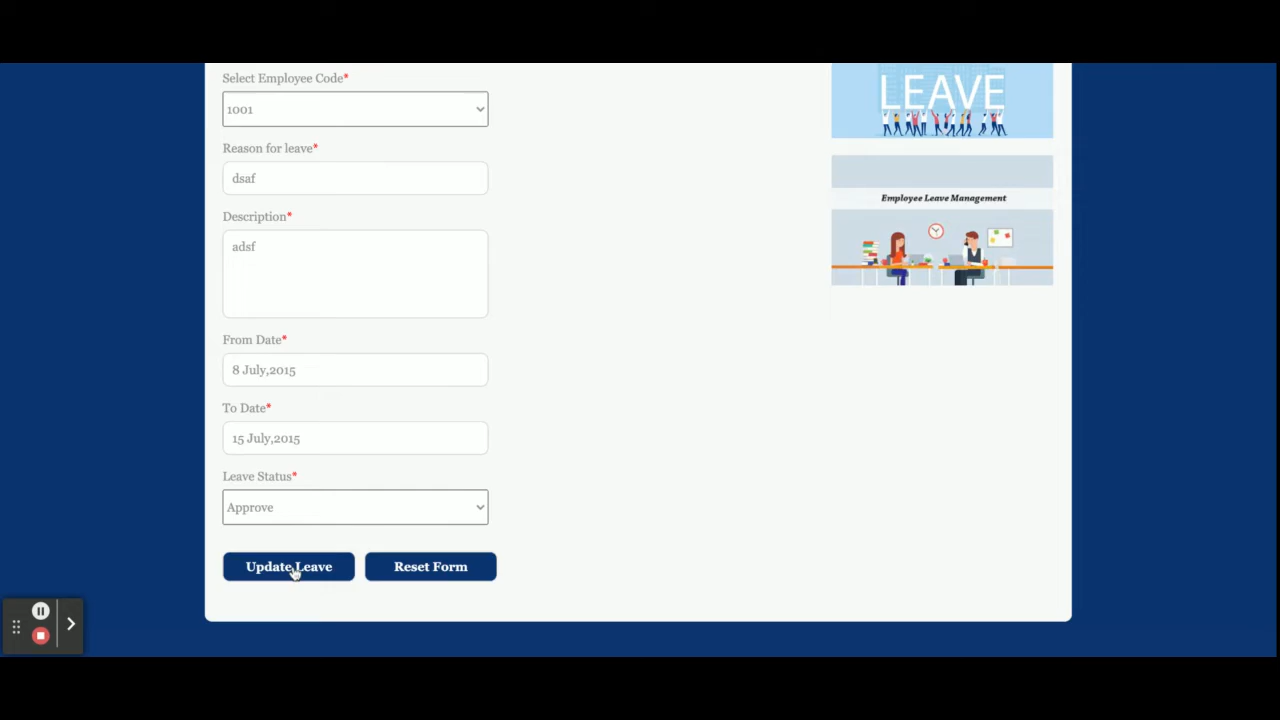 Select Employee Code*
1001
Reason for leave*
dsaf
Description*
adsf
From Date*
8 July,2015
To Date*
15 July,2015
Leave Status*
Approve
Update Leave
Reset Form
LEAVE
Employee Leave Management